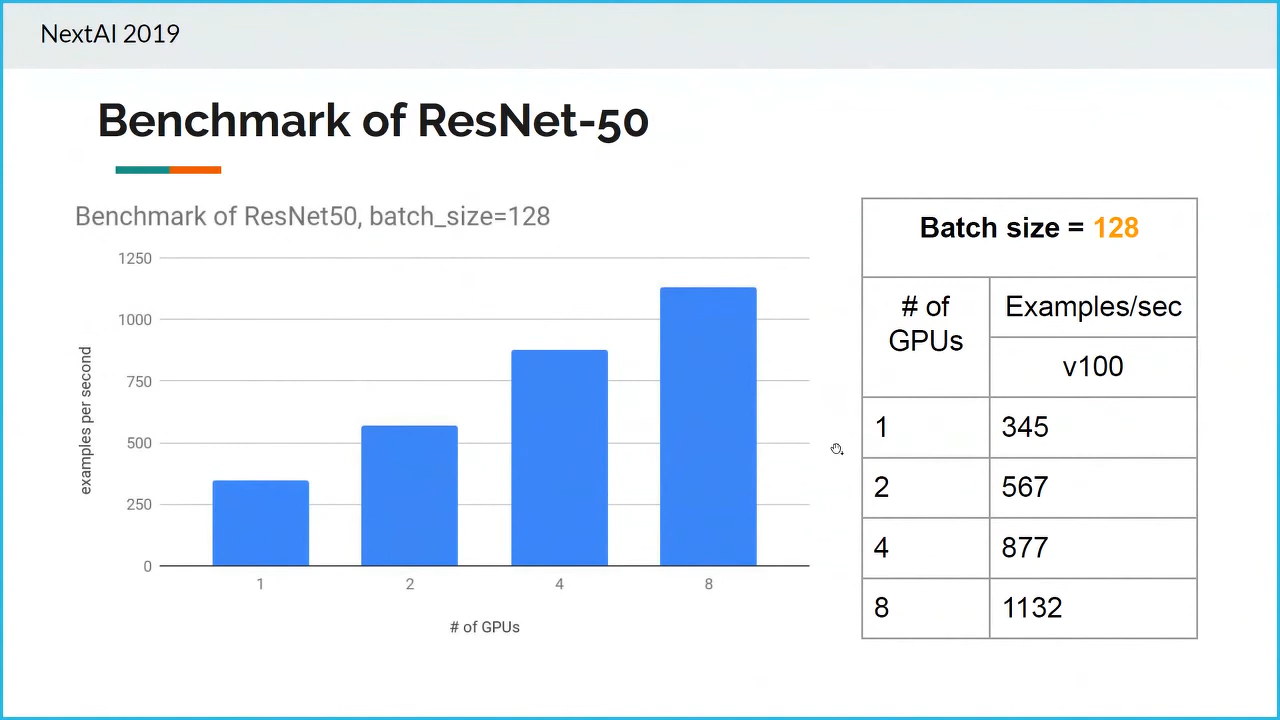 NextAI 2019
Benchmark of ResNet-50
Benchmark of ResNet50, batch_size=128
1250
1000
750
500
250
0
examples per second
1 2 4 8
# of GPUs
Batch size = 128
# of GPUs
Examples/sec
v100
1 345
2 567
4 877
8 1132